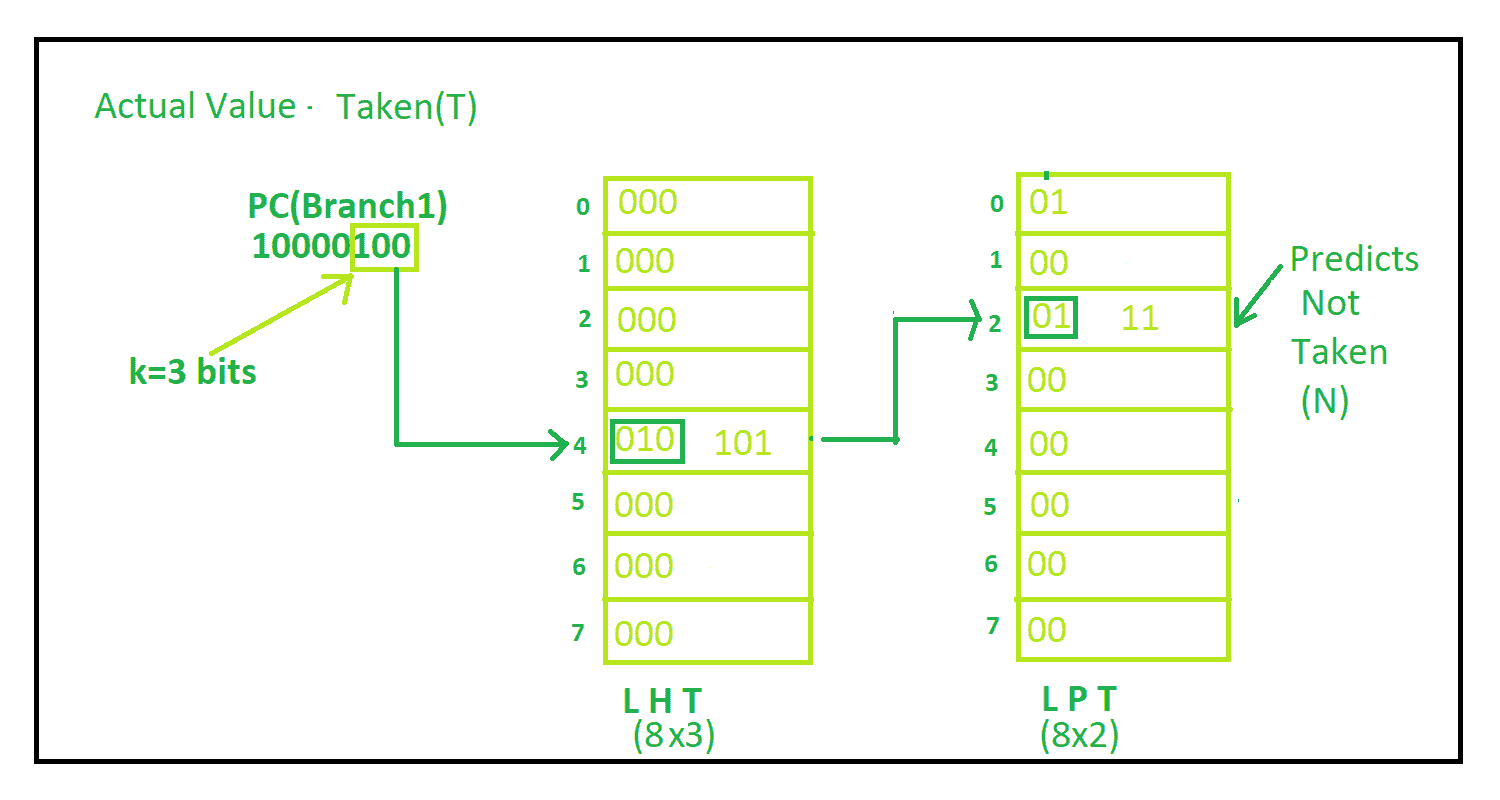 Actual Value - Taken(T)
PC(Branch1)
10000100
k=3 bits
0 000
1 000
2 000
3 000
4 010 101
5 000
6 000
7 000
L H T
(8x3)
0 01
1 00
2 01 11
3 00
4 00
5 00
6 00
7 00
L P T
(8x2)
Predicts
Not
Taken
(N)